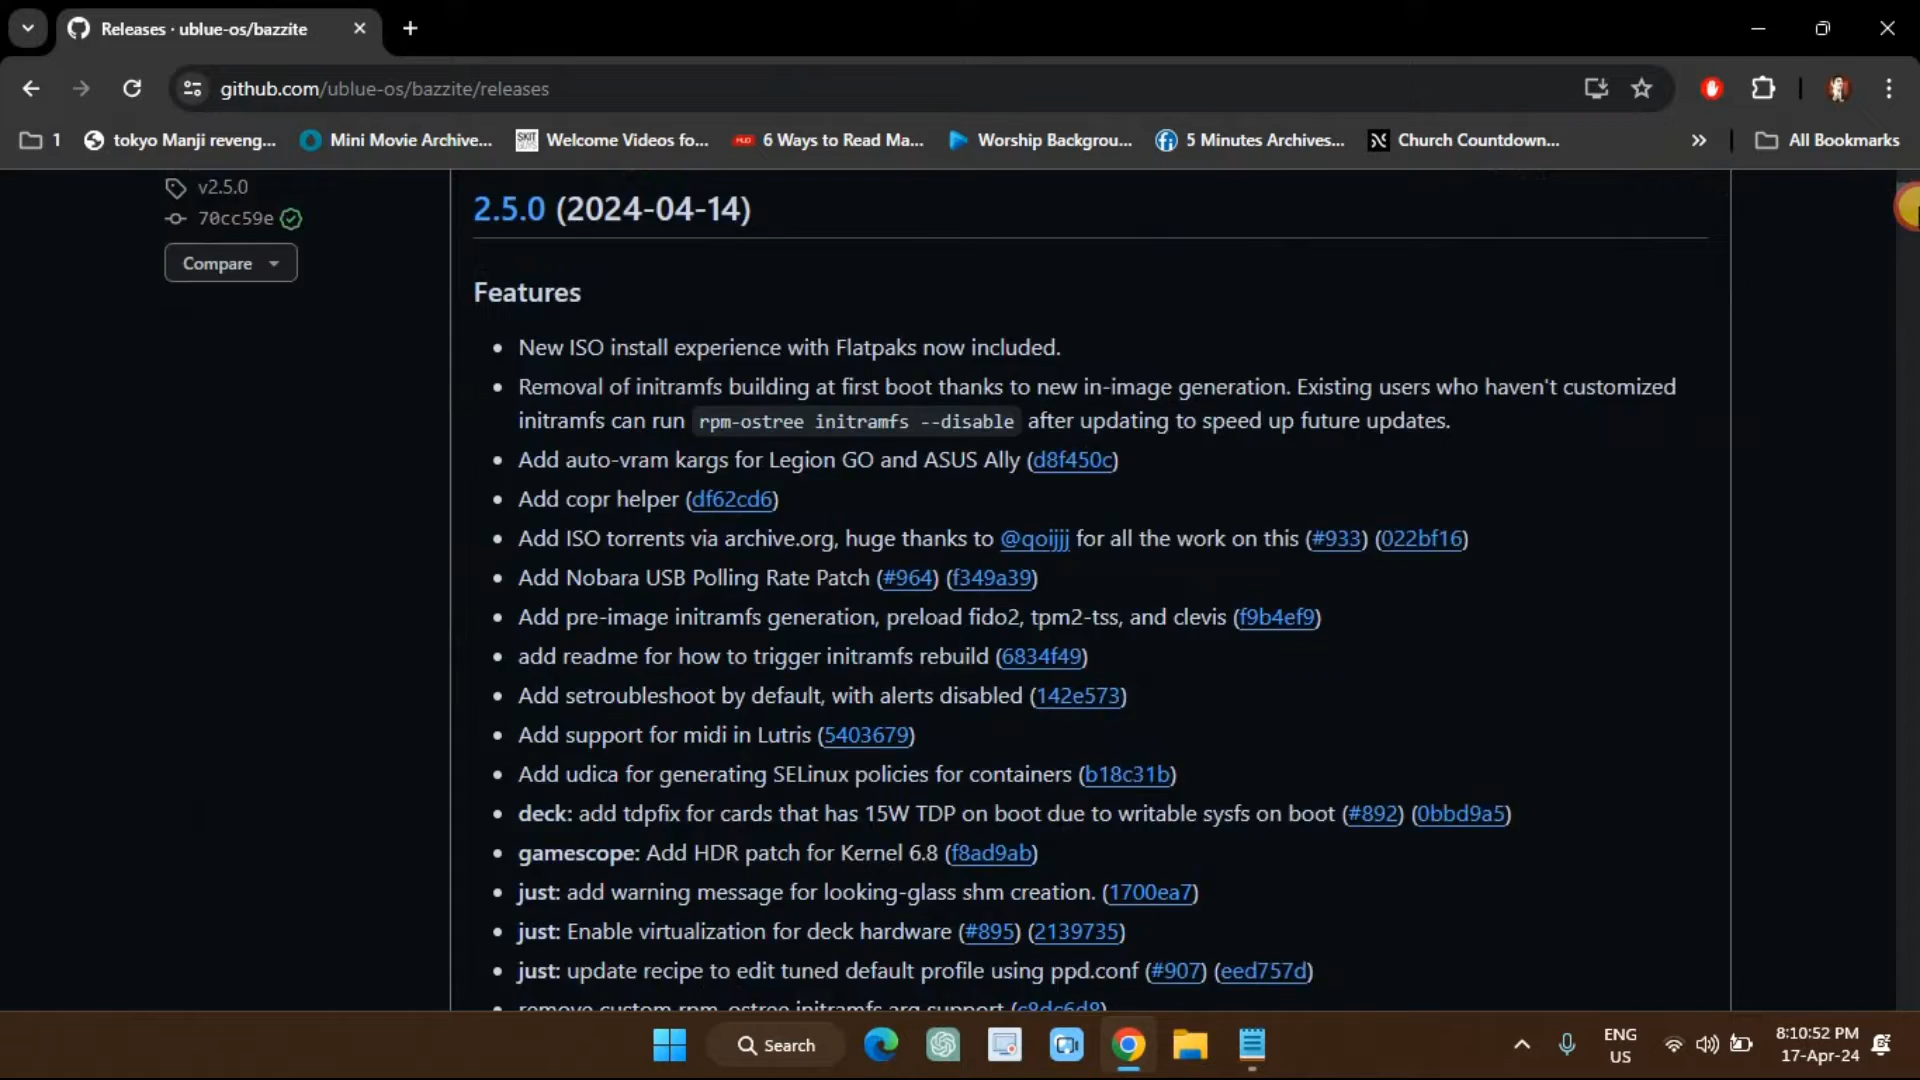 Releases · ublue-os/bazzite
github.com/ublue-os/bazzite/releases
1
tokyo Manji reveng...
Mini Movie Archive...
SKIT GUYS
Welcome Videos fo...
MUO
6 Ways to Read Ma...
Worship Backgrou...
5 Minutes Archives...
Church Countdown...
All Bookmarks
v2.5.0
70cc59e
Compare
2.5.0 (2024-04-14)
Features
New ISO install experience with Flatpaks now included.
Removal of initramfs building at first boot thanks to new in-image generation. Existing users who haven't customized
initramfs can run rpm-ostree initramfs --disable after updating to speed up future updates.
Add auto-vram kargs for Legion GO and ASUS Ally (d8f450c)
Add copr helper (df62cd6)
Add ISO torrents via archive.org, huge thanks to @qoijjj for all the work on this (#933) (022bf16)
Add Nobara USB Polling Rate Patch (#964) (f349a39)
Add pre-image initramfs generation, preload fido2, tpm2-tss, and clevis (f9b4ef9)
add readme for how to trigger initramfs rebuild (6834f49)
Add setroubleshoot by default, with alerts disabled (142e573)
Add support for midi in Lutris (5403679)
Add udica for generating SELinux policies for containers (b18c31b)
deck: add tdpfix for cards that has 15W TDP on boot due to writable sysfs on boot (#892) (0bbd9a5)
gamescope: Add HDR patch for Kernel 6.8 (f8ad9ab)
just: add warning message for looking-glass shm creation. (1700ea7)
just: Enable virtualization for deck hardware (#895) (2139735)
just: update recipe to edit tuned default profile using ppd.conf (#907) (eed757d)
remove custom rpm-ostree initramfs arg support (c8dc6d8)
Search
ENG
US
8:10:52 PM
17-Apr-24